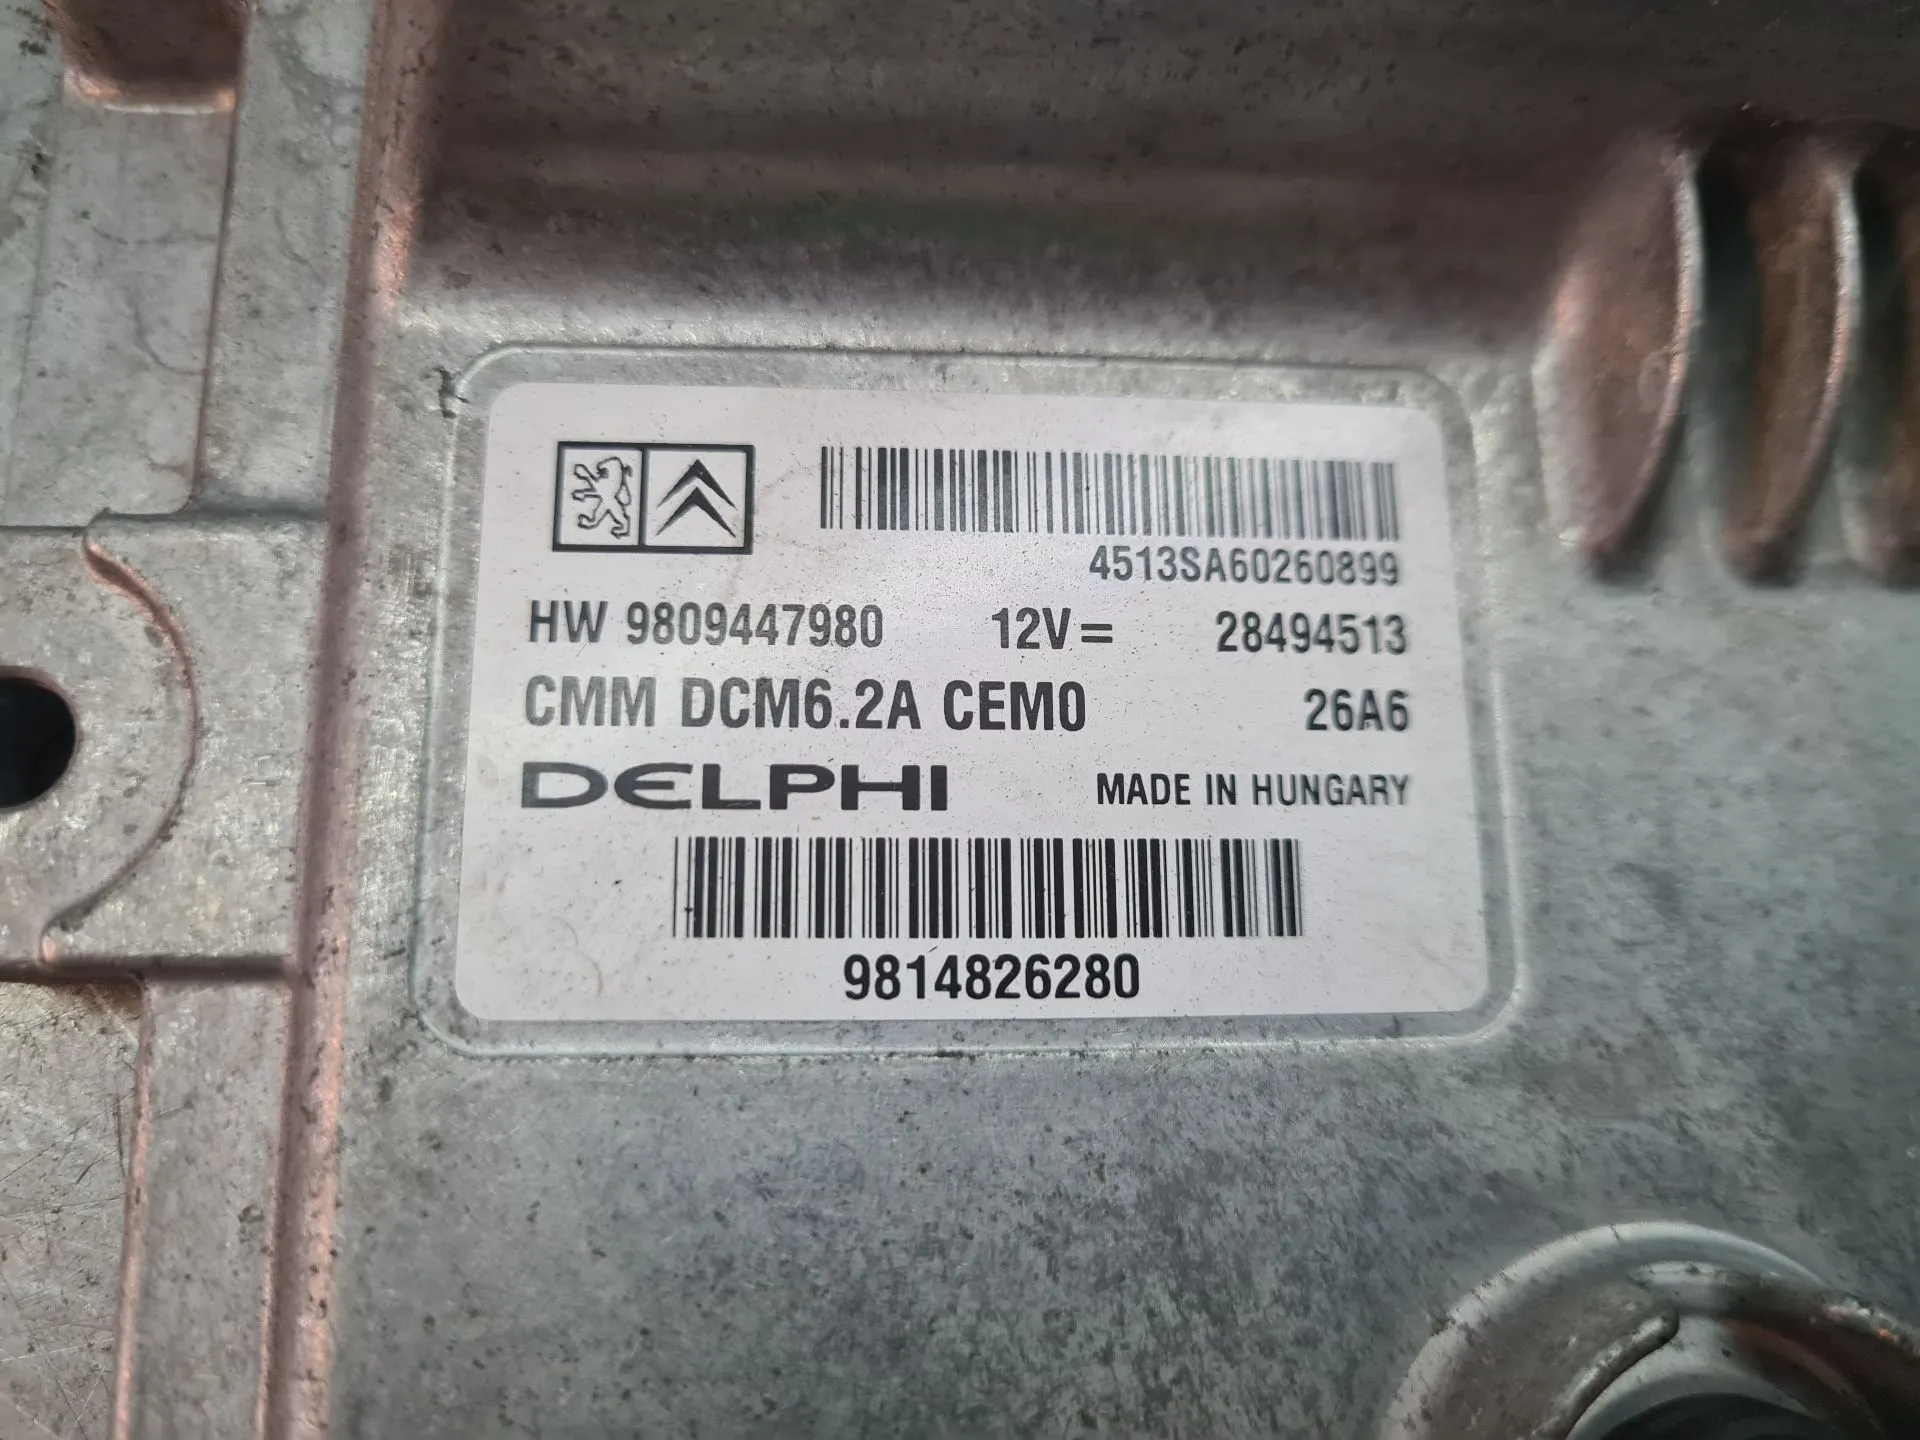 4513SA60260899
HW 9809447980 12V= 28494513
CMM DCM6.2A CEM0 26A6
DELPHI MADE IN HUNGARY
9814826280